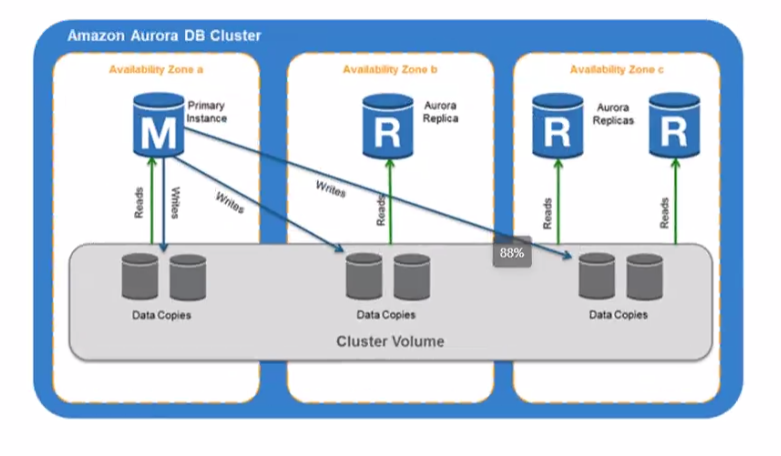 Amazon Aurora DB Cluster
Availability Zone a
Availability Zone b
Availability Zone c
M
Primary
Instance
R
Aurora
Replica
R
Aurora
Replicas
R
Reads
Writes
Writes
Writes
Reads
Reads
Reads
88%
Data Copies
Data Copies
Data Copies
Cluster Volume